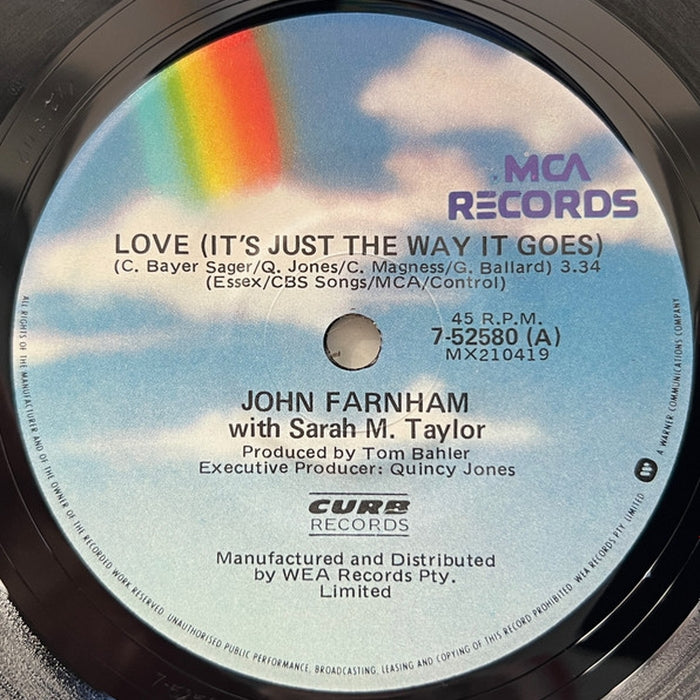 MCA
RECORDS
LOVE (IT'S JUST THE WAY IT GOES)
(C. Bayer Sager/Q. Jones/C. Magness/G. Ballard) 3.34
(Essex/CBS Songs/MCA/Control)
45 R.P.M.
7-52580 (A)
MX210419
JOHN FARNHAM
with Sarah M. Taylor
Produced by Tom Bahler
Executive Producer: Quincy Jones
CURB
RECORDS
Manufactured and Distributed
by WEA Records Pty.
Limited
ALL RIGHTS OF THE MANUFACTURER AND OF THE OWNER OF THE RECORDED WORK RESERVED. UNAUTHORISED PUBLIC PERFORMANCE, BROADCASTING, LEASING AND COPYING OF THIS RECORD PROHIBITED. WEA RECORDS PTY. LIMITED
A WARNER COMMUNICATIONS COMPANY